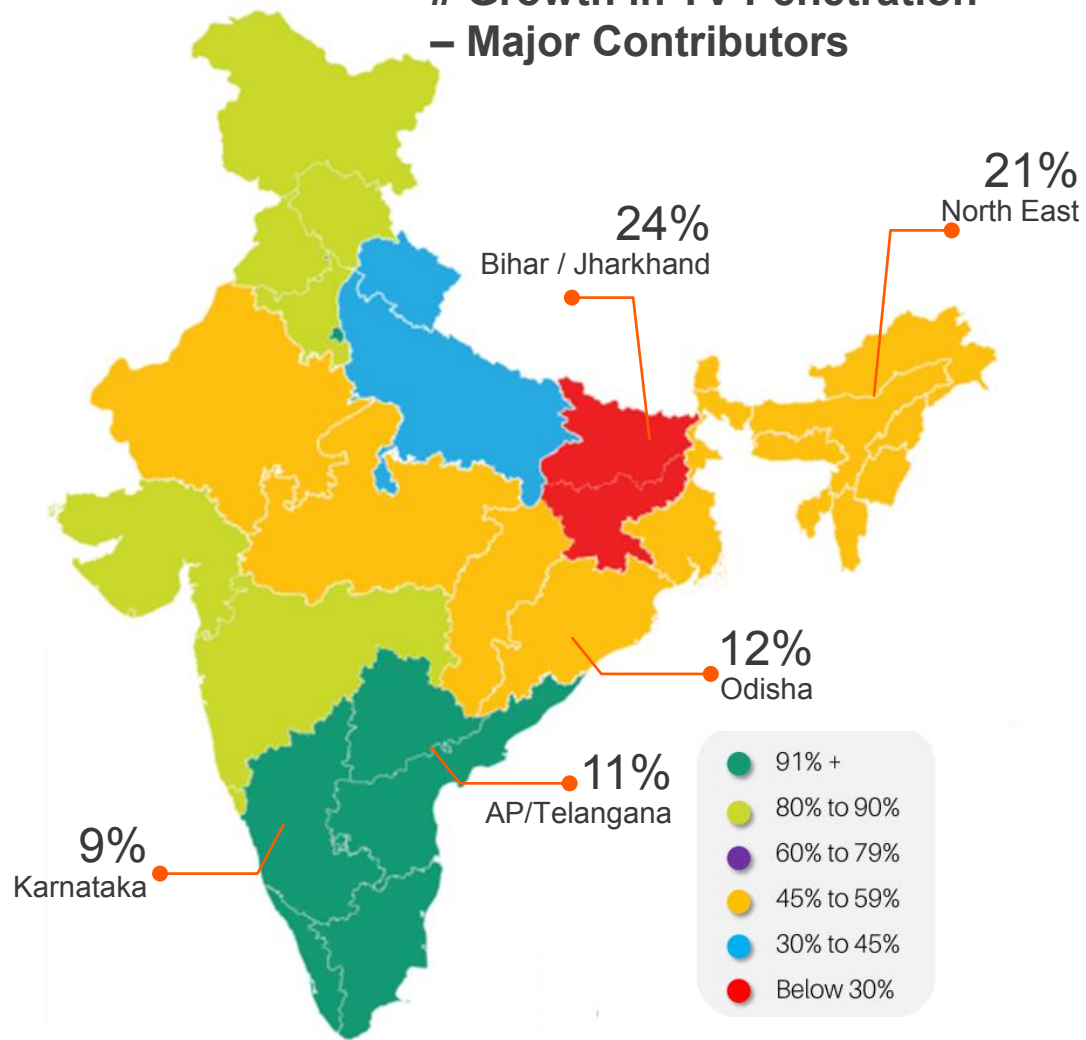 – Major Contributors
21%
North East
24%
Bihar / Jharkhand
12%
Odisha
11%
AP/Telangana
9%
Karnataka
91% +
80% to 90%
60% to 79%
45% to 59%
30% to 45%
Below 30%